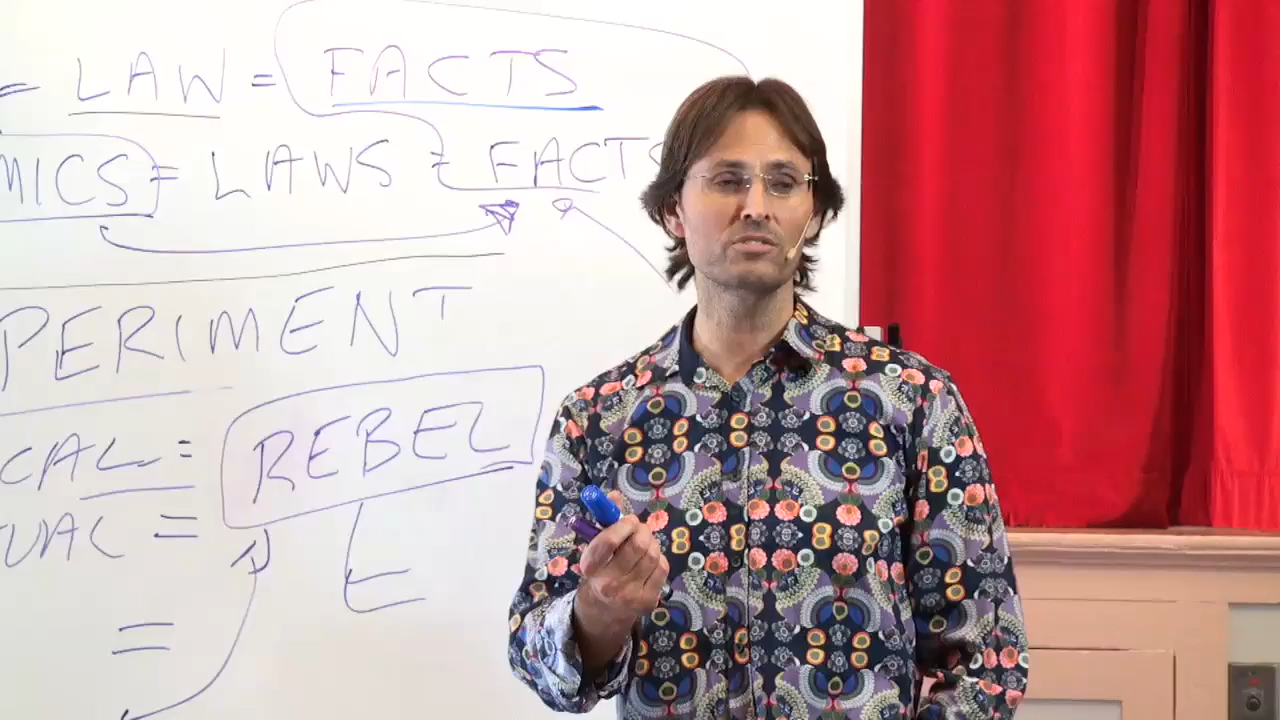 = LAW = FACTS
MICS = LAWS = FACTS
PERIMENT
CAL = REBEL
UAL =
=